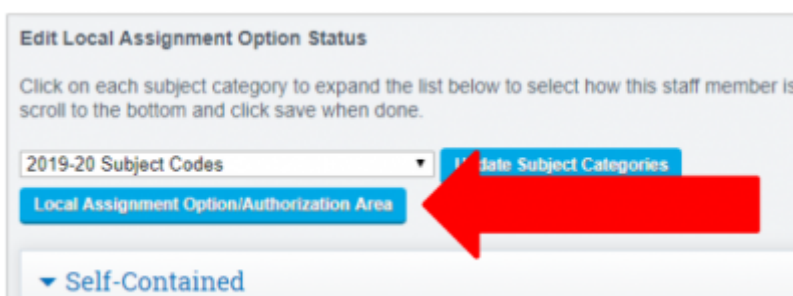 Edit Local Assignment Option Status
Click on each subject category to expand the list below to select how this staff member is
scroll to the bottom and click save when done.
2019-20 Subject Codes
Update Subject Categories
Local Assignment Option/Authorization Area
Self-Contained